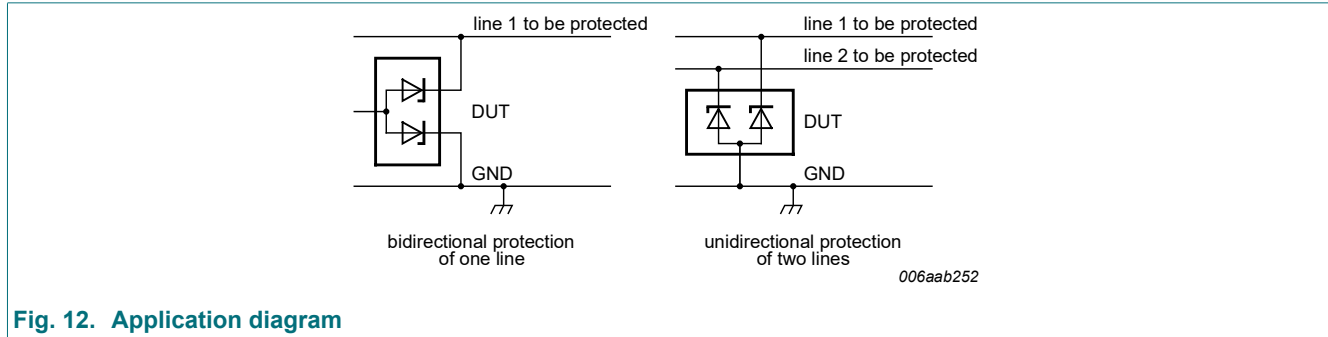 line 1 to be protected
DUT
GND
bidirectional protection
of one line
line 1 to be protected
line 2 to be protected
DUT
GND
unidirectional protection
of two lines
006aab252
Fig. 12. Application diagram